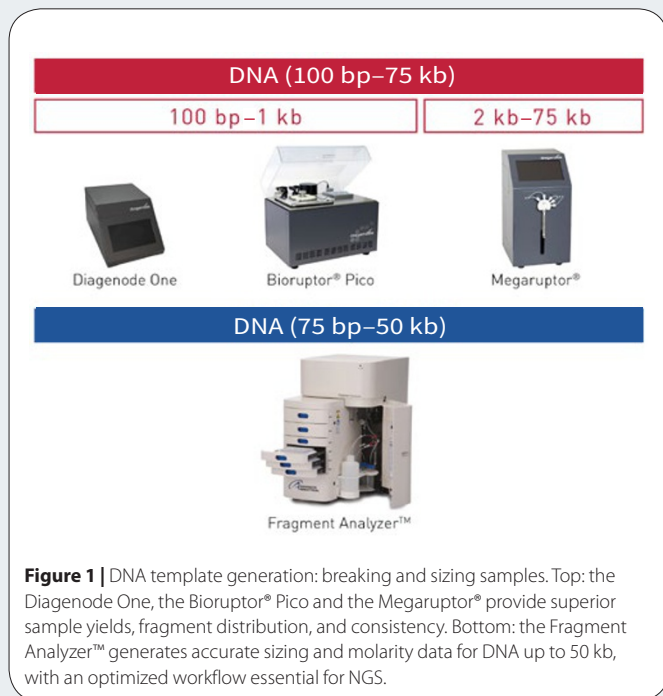 DNA (100 bp–75 kb)
100 bp–1 kb
2 kb–75 kb
Diagenode One
Bioruptor® Pico
Megaruptor®
DNA (75 bp–50 kb)
Fragment Analyzer™
Figure 1 | DNA template generation: breaking and sizing samples. Top: the
Diagenode One, the Bioruptor® Pico and the Megaruptor® provide superior
sample yields, fragment distribution, and consistency. Bottom: the Fragment
Analyzer™ generates accurate sizing and molarity data for DNA up to 50 kb,
with an optimized workflow essential for NGS.